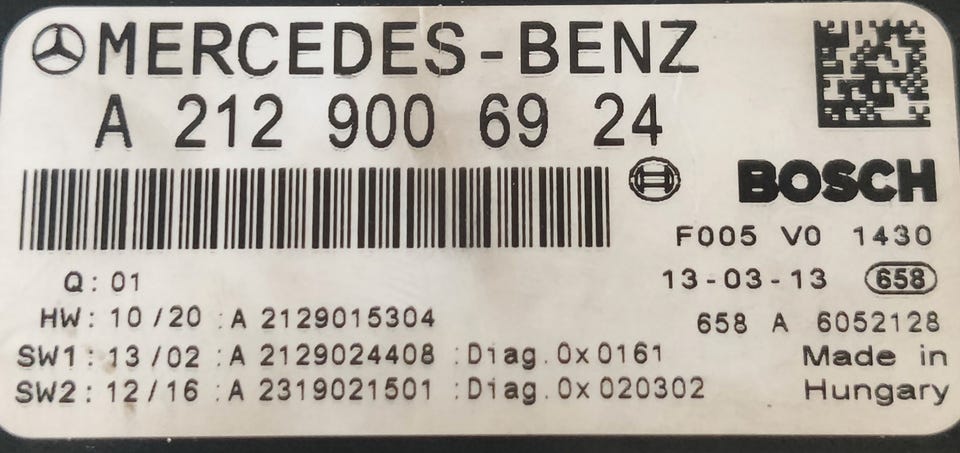 MERCEDES-BENZ
A 212 900 69 24
BOSCH
F005 V0 1430
Q: 01
13-03-13 658
HW: 10/20 :A 2129015304
658 A 6052128
SW1: 13/02 :A 2129024408 :Diag.0x0161
Made in
SW2: 12/16 :A 2319021501 :Diag.0x020302
Hungary